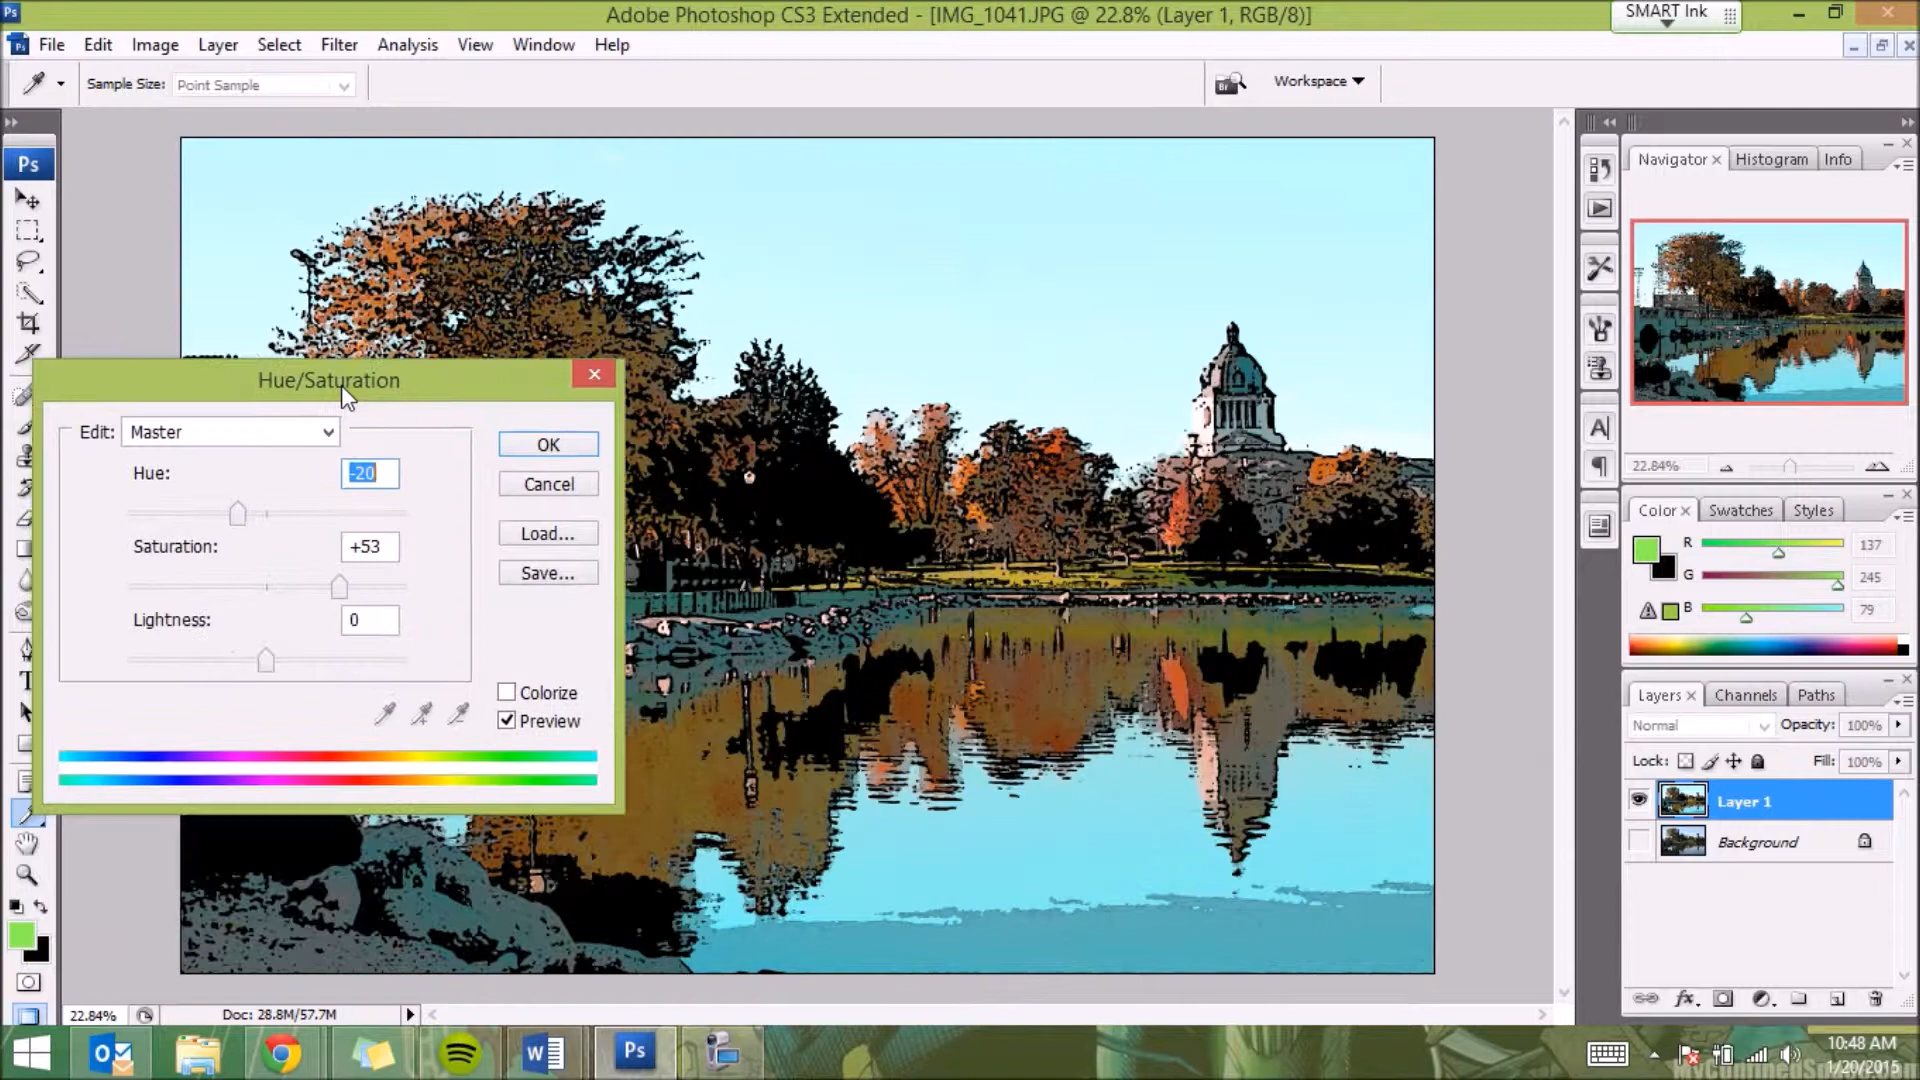 Adobe Photoshop CS3 Extended - [IMG_1041.JPG @ 22.8% (Layer 1, RGB/8)]
SMART Ink
File Edit Image Layer Select Filter Analysis View Window Help
Sample Size: Point Sample
Br
Workspace
Ps
Navigator Histogram Info
22.84%
Hue/Saturation
Edit: Master
Hue: -20
Saturation: +53
Lightness: 0
OK
Cancel
Load...
Save...
Colorize
Preview
Color Swatches Styles
R 137
G 245
B 79
Layers Channels Paths
Normal Opacity: 100%
Lock: Fill: 100%
Layer 1
Background
22.84% Doc: 28.8M/57.7M
Ps
10:48 AM
1/20/2015